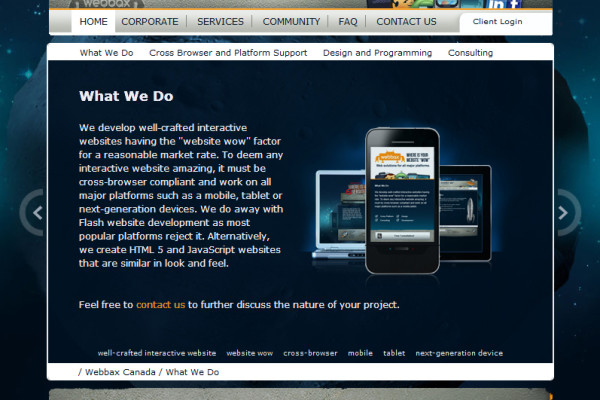 webbax
HOME CORPORATE SERVICES COMMUNITY FAQ CONTACT US Client Login
What We Do Cross Browser and Platform Support Design and Programming Consulting
What We Do
We develop well-crafted interactive
websites having the "website wow" factor
for a reasonable market rate. To deem any
interactive website amazing, it must be
cross-browser compliant and work on all
major platforms such as a mobile, tablet or
next-generation devices. We do away with
Flash website development as most
popular platforms reject it. Alternatively,
we create HTML 5 and JavaScript websites
that are similar in look and feel.
WHERE IS YOUR
WEBSITE "WOW"
Feel free to contact us to further discuss the nature of your project.
well-crafted interactive website website wow cross-browser mobile tablet next-generation device
/ Webbax Canada / What We Do